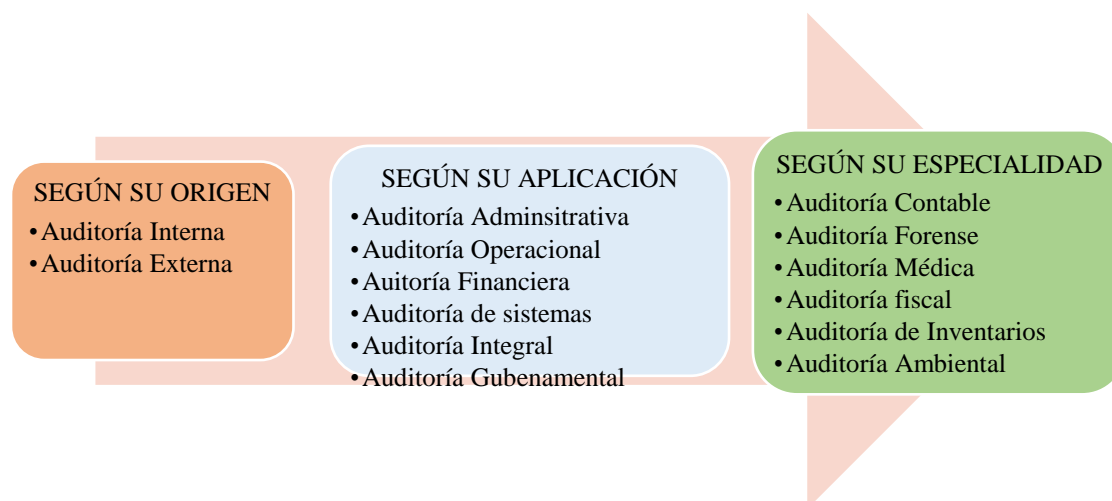 SEGÚN SU ORIGEN
•Auditoría Interna
•Auditoría Externa
SEGÚN SU APLICACIÓN
•Auditoría Adminsitrativa
•Auditoría Operacional
•Auitoría Financiera
•Auditoría de sistemas
•Auditoría Integral
•Auditoría Gubenamental
SEGÚN SU ESPECIALIDAD
•Auditoría Contable
•Auditoría Forense
•Auditoría Médica
•Auditoría fiscal
•Auditoría de Inventarios
•Auditoría Ambiental